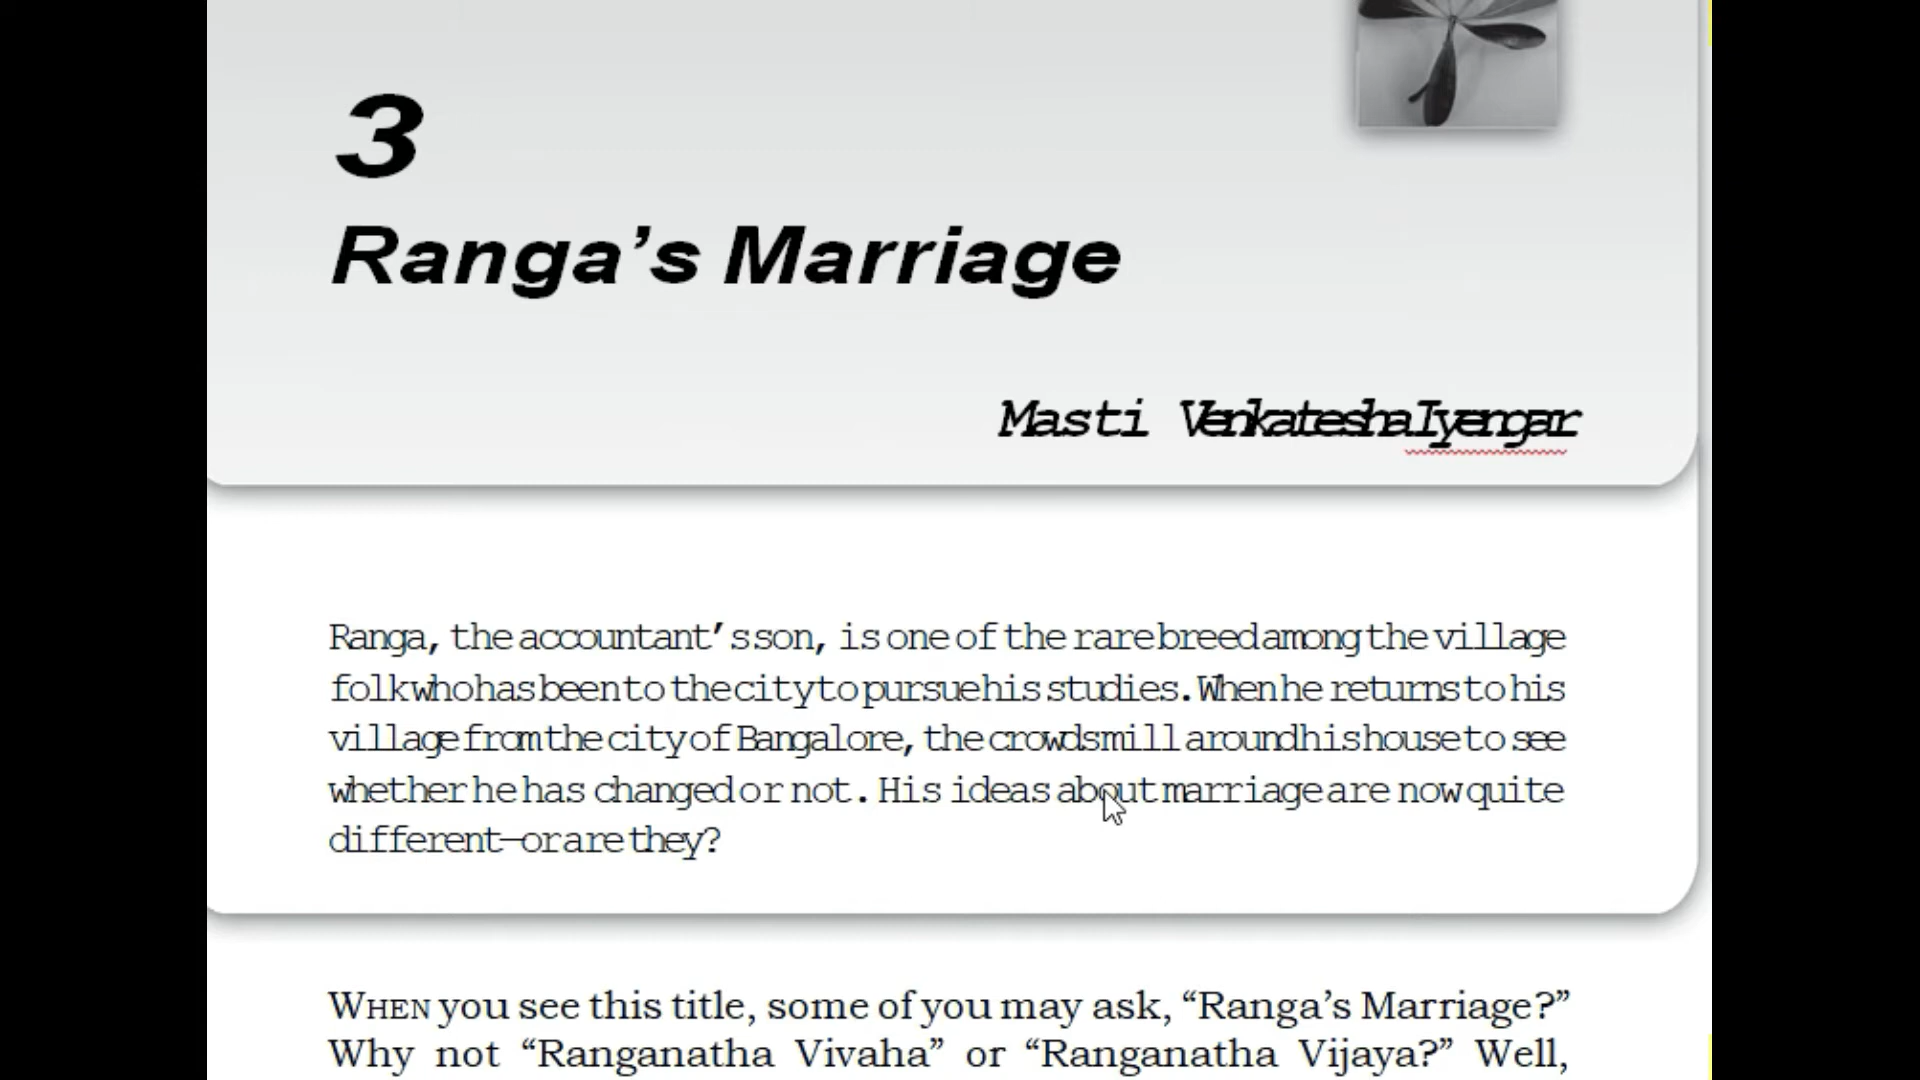 3
Ranga’s Marriage
Masti Venkatesha Iyengar
Ranga, the accountant’s son, is one of the rare breed among the village
folk who has been to the city to pursue his studies. When he returns to his
village from the city of Bangalore, the crowds mill around his house to see
whether he has changed or not. His ideas about marriage are now quite
different—or are they?
WHEN you see this title, some of you may ask, “Ranga’s Marriage?”
Why not “Ranganatha Vivaha” or “Ranganatha Vijaya?” Well,